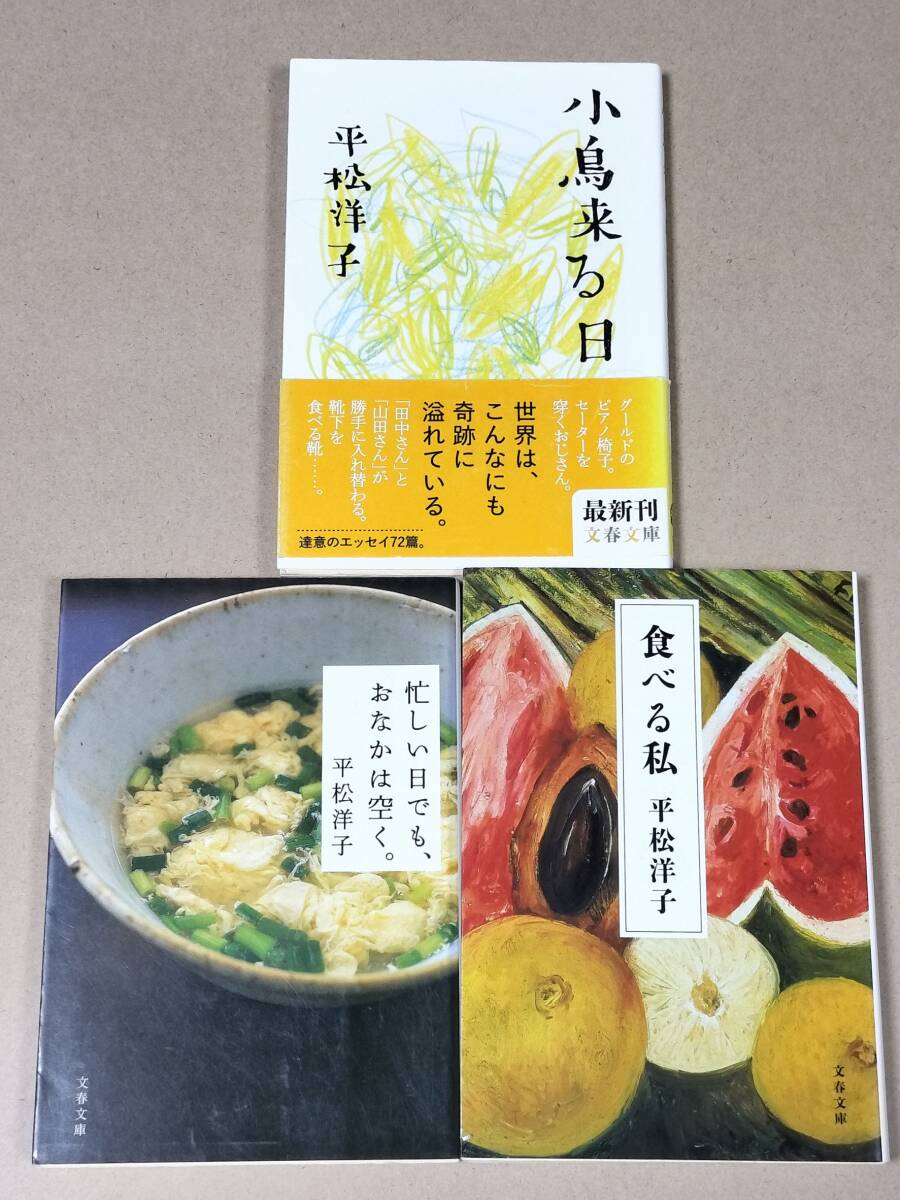 小鳥来る日
平松洋子
グールドの
ピアノ椅子。
セーターを
穿くおじさん。
世界は、
こんなにも
奇跡に
溢れている。
「田中さん」と
「山田さん」が
勝手に入れ替わる。
靴下を
食べる靴……。
達意のエッセイ72篇。
最新刊
文春文庫
忙しい日でも、
おなかは空く。
平松洋子
文春文庫
食べる私
平松洋子
文春文庫